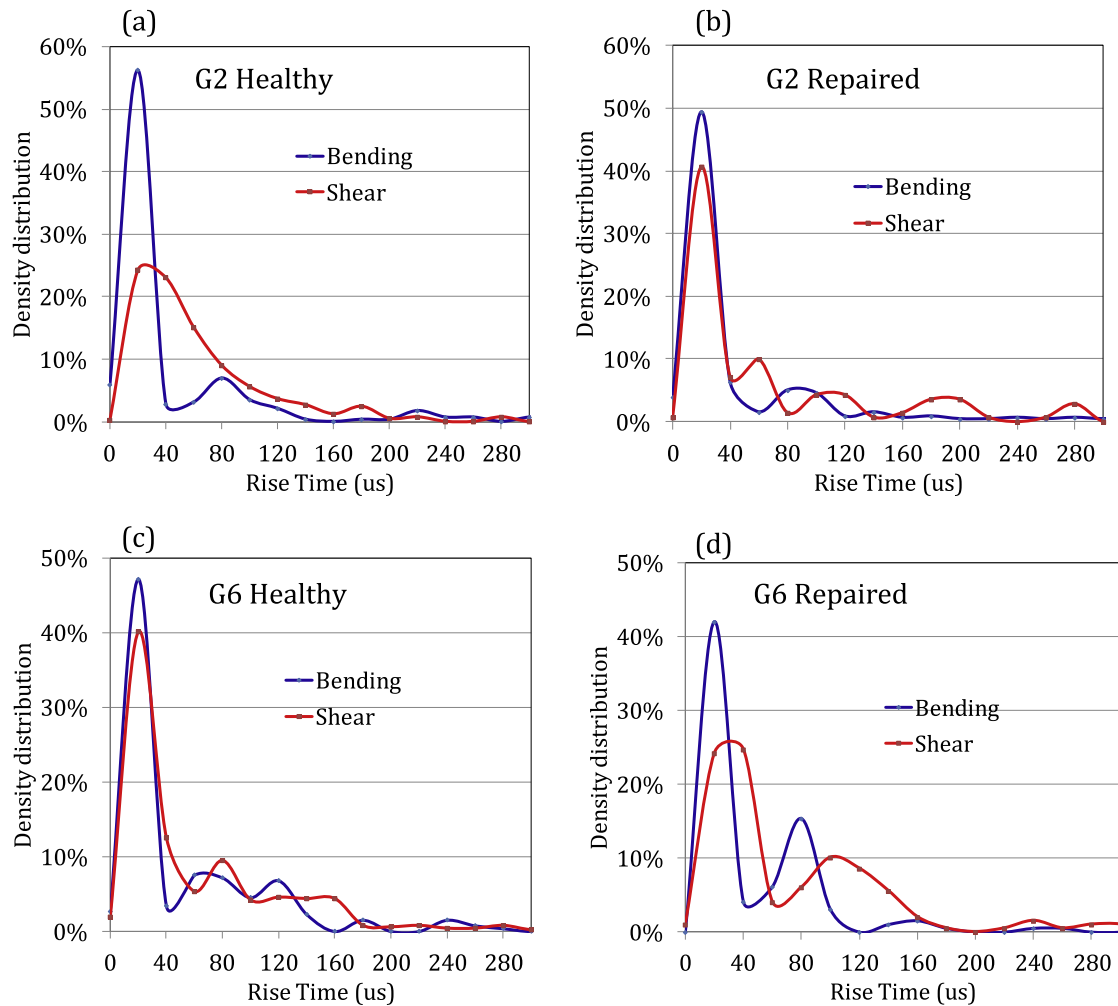 (a)
G2 Healthy
60%
50%
40%
30%
20%
10%
0%
Density distribution
Bending
Shear
0 40 80 120 160 200 240 280
Rise Time (us)
(b)
G2 Repaired
60%
50%
40%
30%
20%
10%
0%
Density distribution
Bending
Shear
0 40 80 120 160 200 240 280
Rise Time (us)
(c)
G6 Healthy
50%
40%
30%
20%
10%
0%
Density distribution
Bending
Shear
0 40 80 120 160 200 240 280
Rise Time (us)
(d)
G6 Repaired
50%
40%
30%
20%
10%
0%
Density distribution
Bending
Shear
0 40 80 120 160 200 240 280
Rise Time (us)